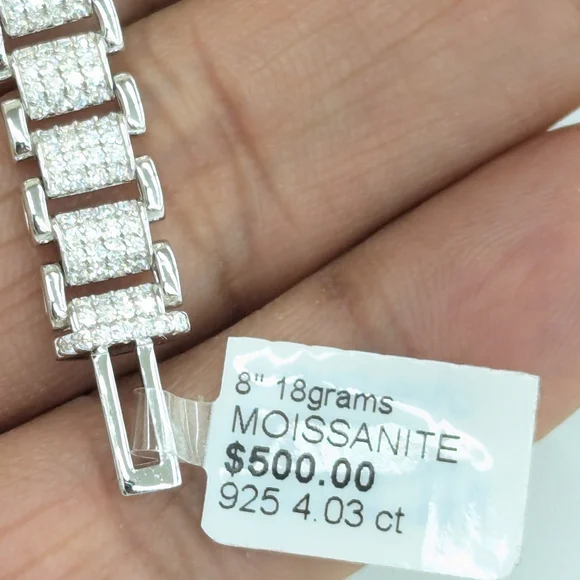 8" 18grams
MOISSANITE
$500.00
925 4.03 ct